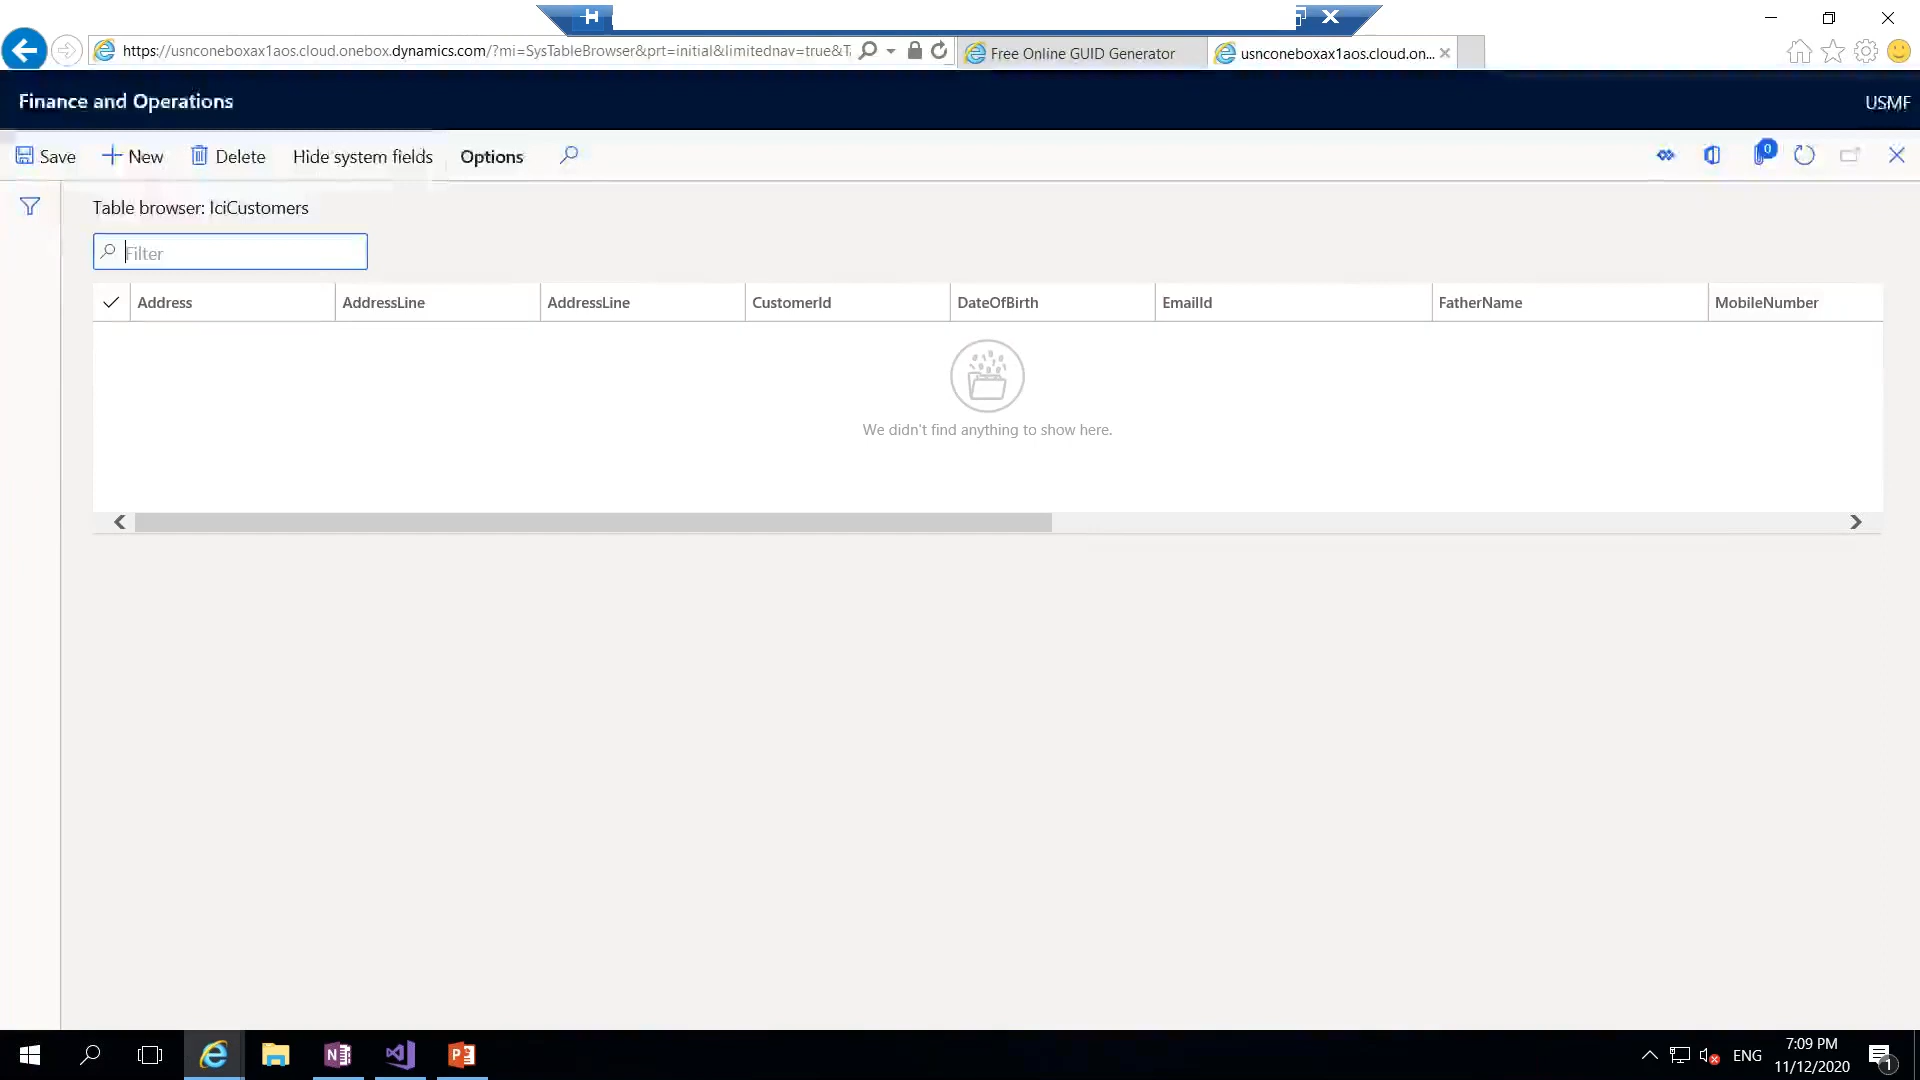 https://usnconeboxax1aos.cloud.onebox.dynamics.com/?mi=SysTableBrowser&prt=initial&limitednav=true&T
Free Online GUID Generator
usnconeboxax1aos.cloud.on...
Finance and Operations
USMF
Save
New
Delete
Hide system fields
Options
0
Table browser: IciCustomers
Filter
Address
AddressLine
AddressLine
CustomerId
DateOfBirth
EmailId
FatherName
MobileNumber
We didn't find anything to show here.
ENG
7:09 PM
11/12/2020
1